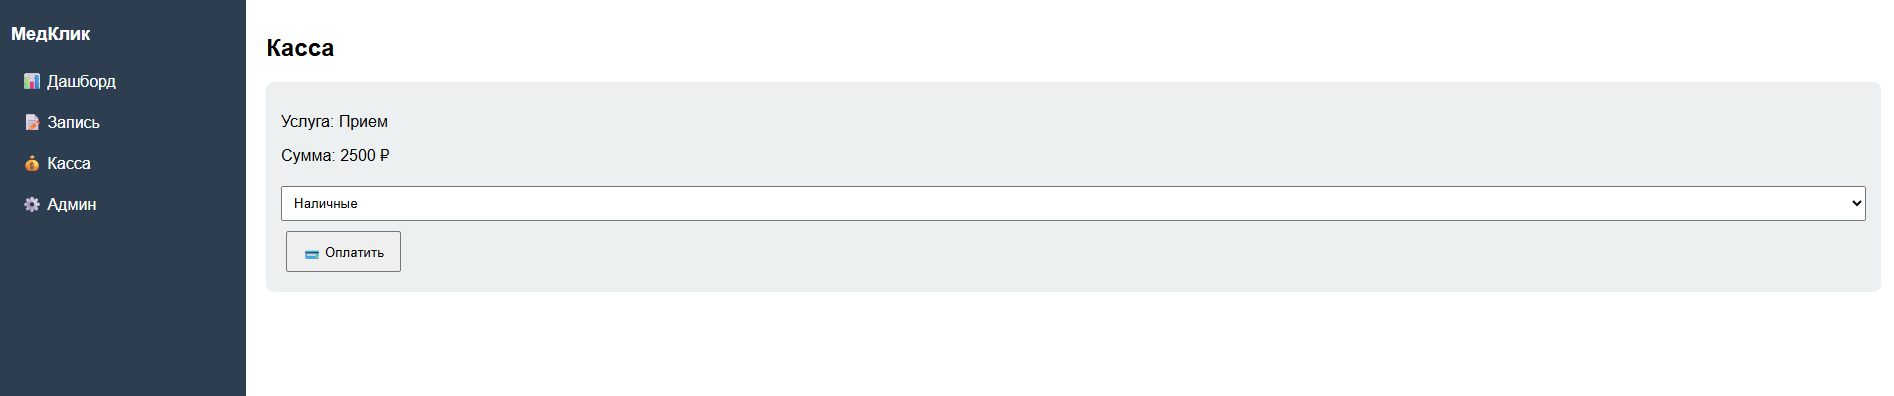 МедКлик
Дашборд
Запись
Касса
Админ
Касса
Услуга: Прием
Сумма: 2500 ₽
Наличные
Оплатить